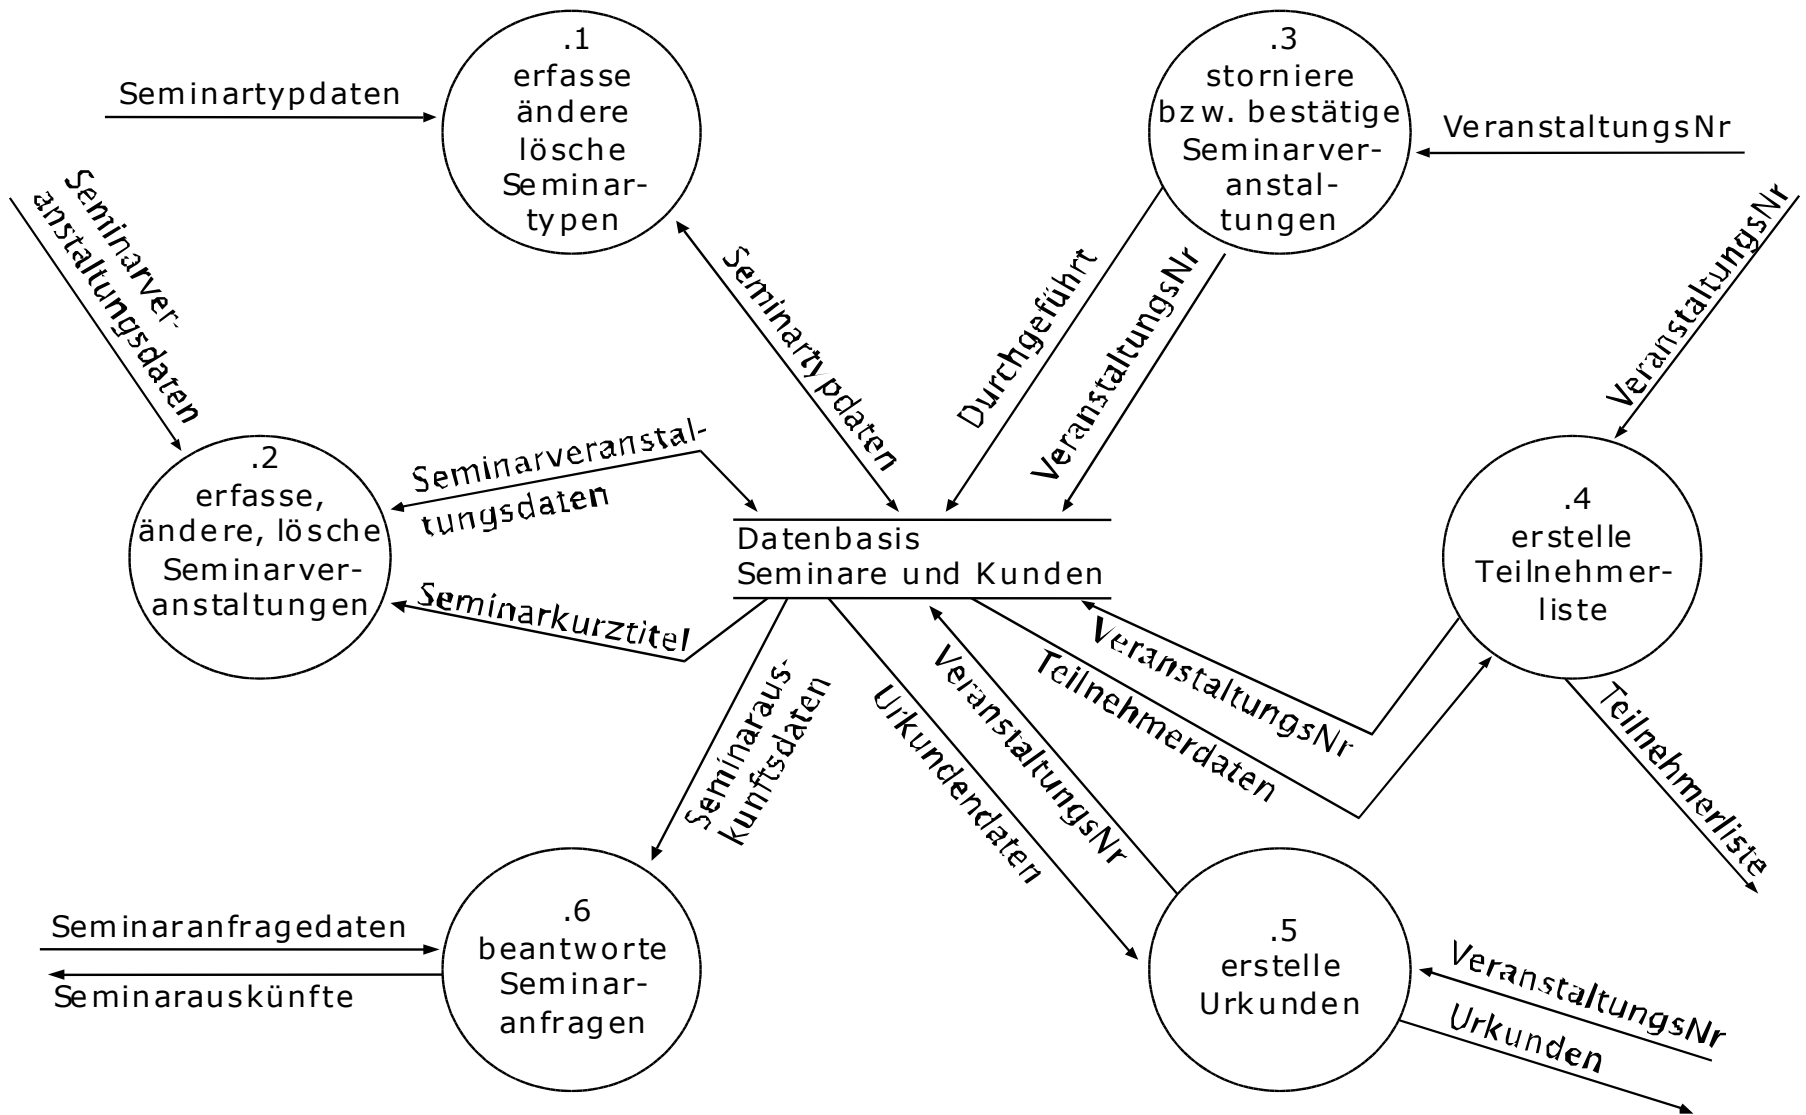 .1
erfasse
ändere
lösche
Seminar-
typen
Seminartypdaten
.3
storniere
bzw. bestätige
Seminarver-
anstal-
tungen
VeranstaltungsNr
Seminarver-
anstaltungsdaten
Seminartypdaten
Durchgeführt
VeranstaltungsNr
VeranstaltungsNr
.2
erfasse,
ändere, lösche
Seminarver-
anstaltungen
Seminarveranstal-
tungsdaten
Seminarkurztitel
Datenbasis
Seminare und Kunden
.4
erstelle
Teilnehmer-
liste
Seminaraus-
kunftsdaten
Urkundendaten
VeranstaltungsNr
Teilnehmerdaten
VeranstaltungsNr
Teilnehmerliste
.6
beantworte
Seminar-
anfragen
Seminaranfragedaten
Seminarauskünfte
.5
erstelle
Urkunden
VeranstaltungsNr
Urkunden